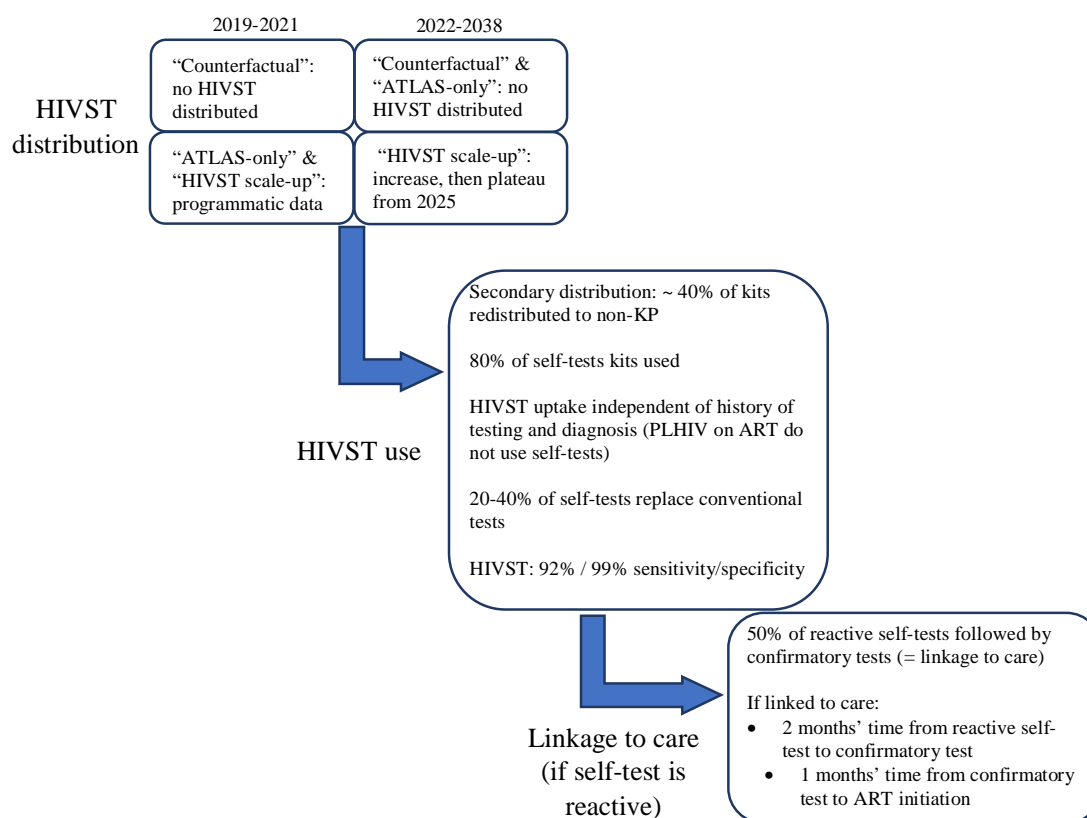 2019-2021
2022-2038
HIVST
distribution
“Counterfactual”:
no HIVST
distributed
“Counterfactual” &
“ATLAS-only”: no
HIVST distributed
“ATLAS-only” &
“HIVST scale-up”:
programmatic data
“HIVST scale-up”:
increase, then plateau
from 2025
HIVST use
Secondary distribution: ~ 40% of kits
redistributed to non-KP
80% of self-tests kits used
HIVST uptake independent of history of
testing and diagnosis (PLHIV on ART do
not use self-tests)
20-40% of self-tests replace conventional
tests
HIVST: 92% / 99% sensitivity/specificity
Linkage to care
(if self-test is
reactive)
50% of reactive self-tests followed by
confirmatory tests (= linkage to care)
If linked to care:
• 2 months’ time from reactive self-
test to confirmatory test
• 1 months’ time from confirmatory
test to ART initiation